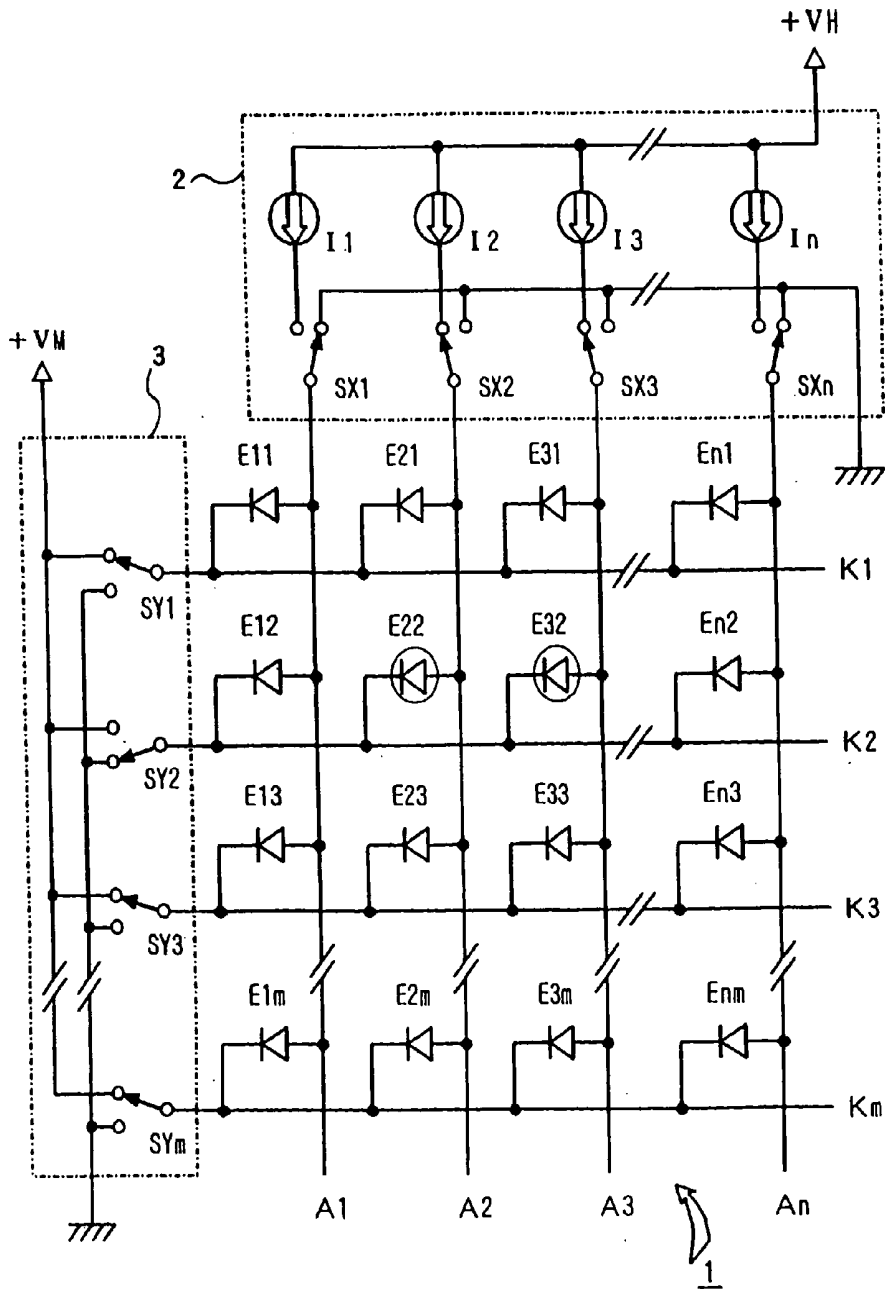 +VH
2
I1 I2 I3 In
+VM
3
SX1 SX2 SX3 SXn
E11 E21 E31 En1
SY1
K1
E12 E22 E32 En2
SY2
K2
E13 E23 E33 En3
SY3
K3
E1m E2m E3m Enm
SYm
Km
A1 A2 A3 An
1